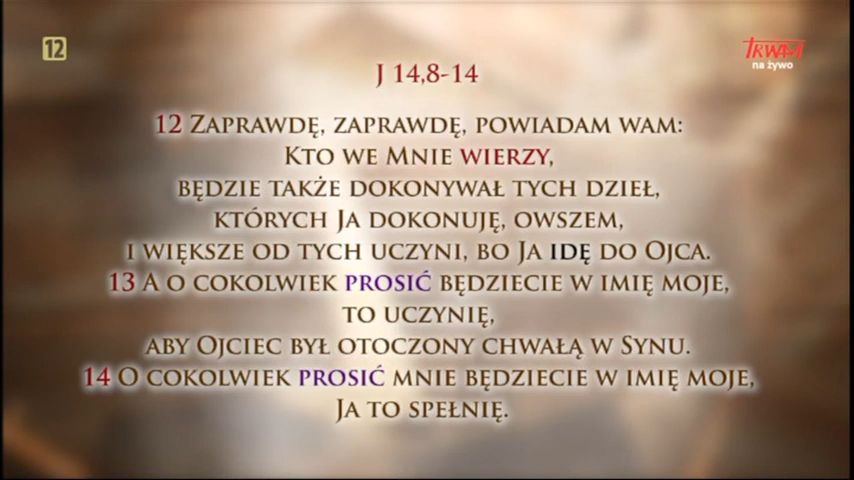 12
TRWAM
na żywo
J 14,8-14
12 Zaprawdę, zaprawdę, powiadam wam:
Kto we Mnie wierzy,
będzie także dokonywał tych dzieł,
których Ja dokonuję, owszem,
i większe od tych uczyni, bo Ja idę do Ojca.
13 A o cokolwiek prosić będziecie w imię moje,
to uczynię,
aby Ojciec był otoczony chwałą w Synu.
14 O cokolwiek prosić mnie będziecie w imię moje,
Ja to spełnię.